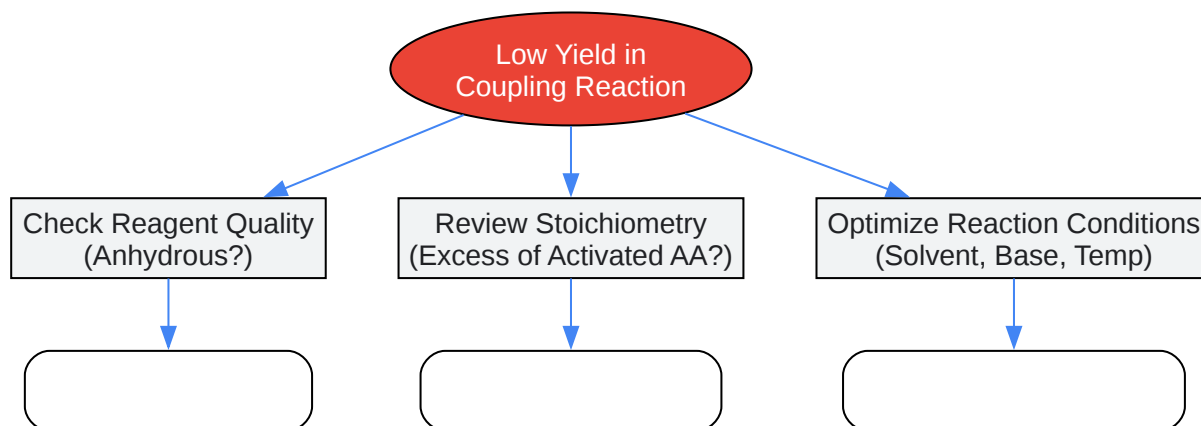 Low Yield in
Coupling Reaction
Check Reagent Quality
(Anhydrous?)
Review Stoichiometry
(Excess of Activated AA?)
Optimize Reaction Conditions
(Solvent, Base, Temp)